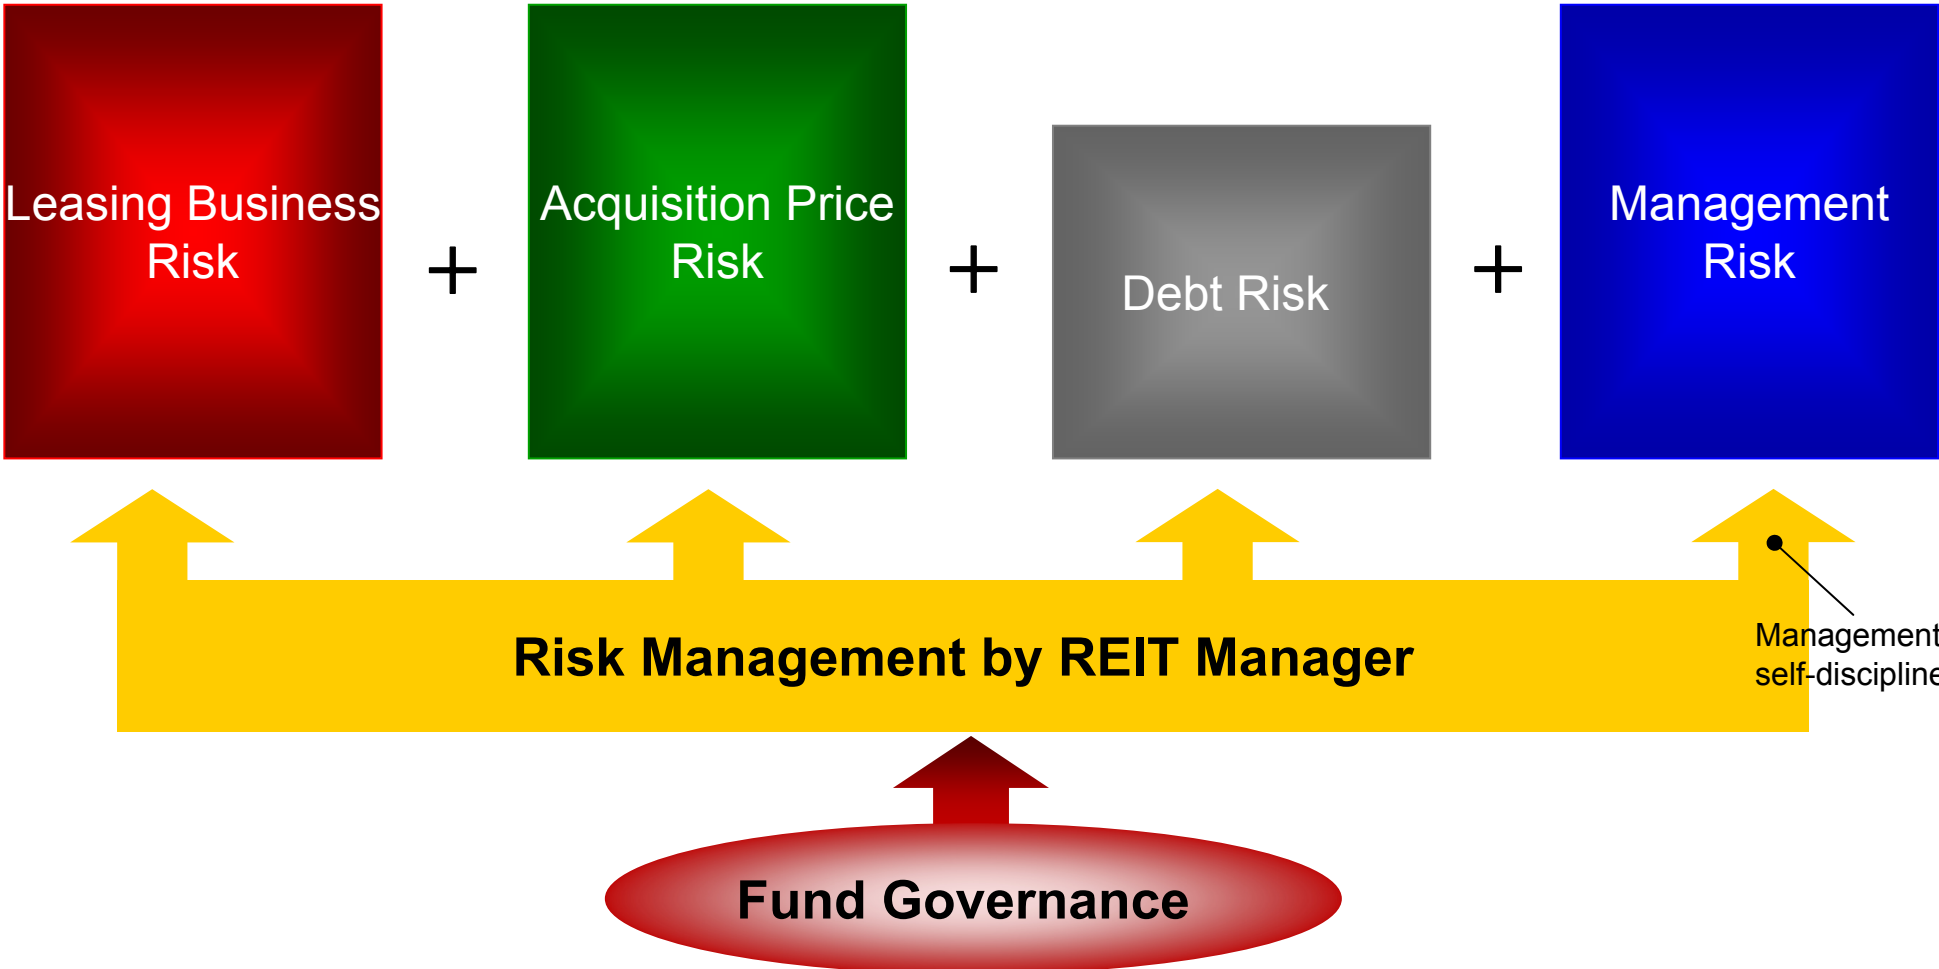 Leasing Business
Risk
+
Acquisition Price
Risk
+
Debt Risk
+
Management
Risk
Risk Management by REIT Manager
Management
self-discipline
Fund Governance